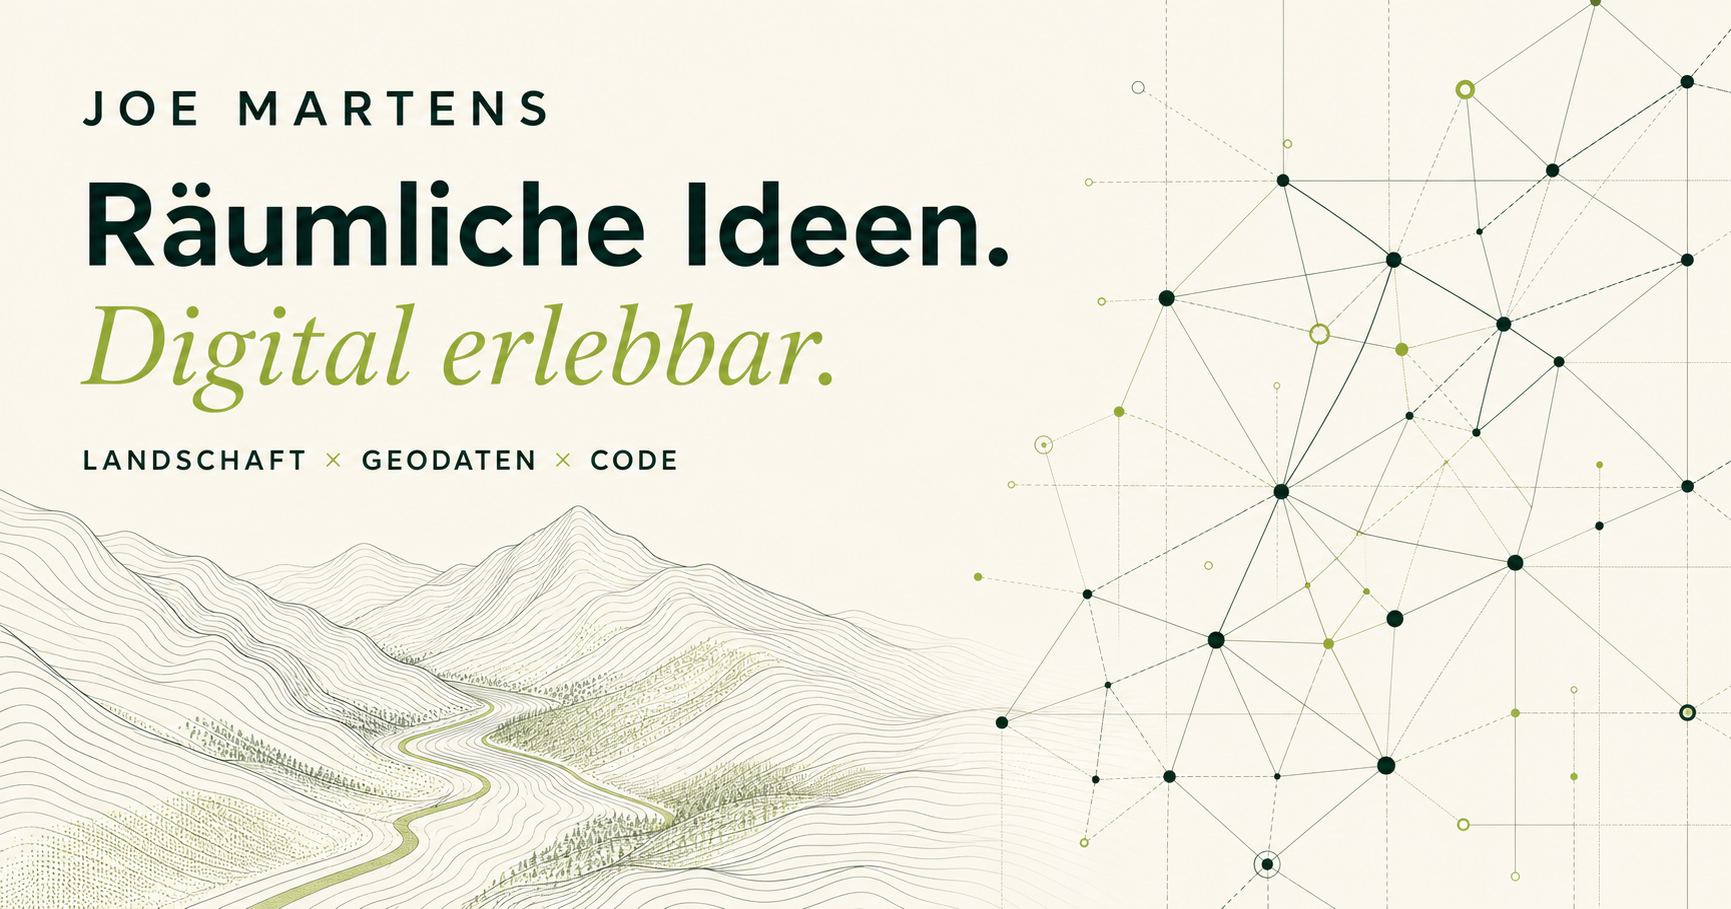 JOE MARTENS
Räumliche Ideen.
Digital erlebbar.
LANDSCHAFT × GEODATEN × CODE